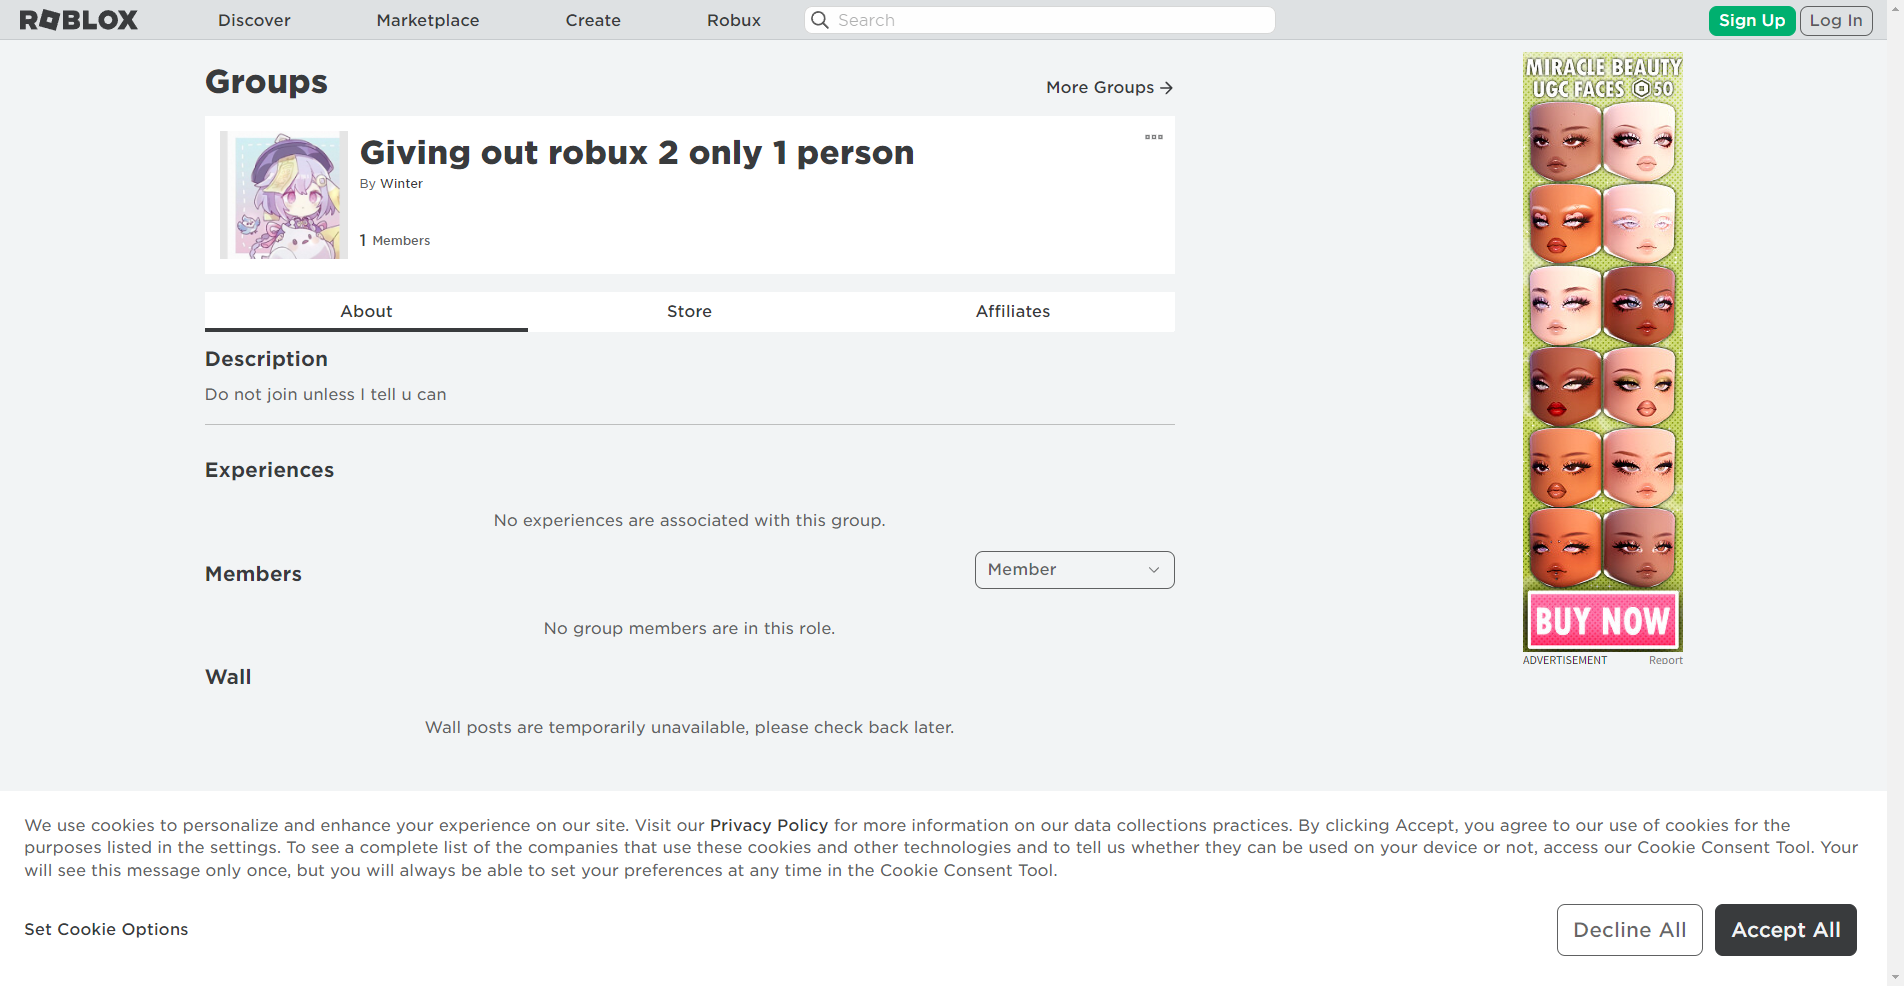 ROBLOX Discover Marketplace Create Robux Search Sign Up Log In
Groups
More Groups →
Giving out robux 2 only 1 person
By Winter
1 Members
About Store Affiliates
Description
Do not join unless I tell u can
Experiences
No experiences are associated with this group.
Members
Member
No group members are in this role.
Wall
Wall posts are temporarily unavailable, please check back later.
MIRACLE BEAUTY
UGC FACES 50
BUY NOW
ADVERTISEMENT Report
We use cookies to personalize and enhance your experience on our site. Visit our Privacy Policy for more information on our data collections practices. By clicking Accept, you agree to our use of cookies for the
purposes listed in the settings. To see a complete list of the companies that use these cookies and other technologies and to tell us whether they can be used on your device or not, access our Cookie Consent Tool. Your
will see this message only once, but you will always be able to set your preferences at any time in the Cookie Consent Tool.
Set Cookie Options
Decline All
Accept All